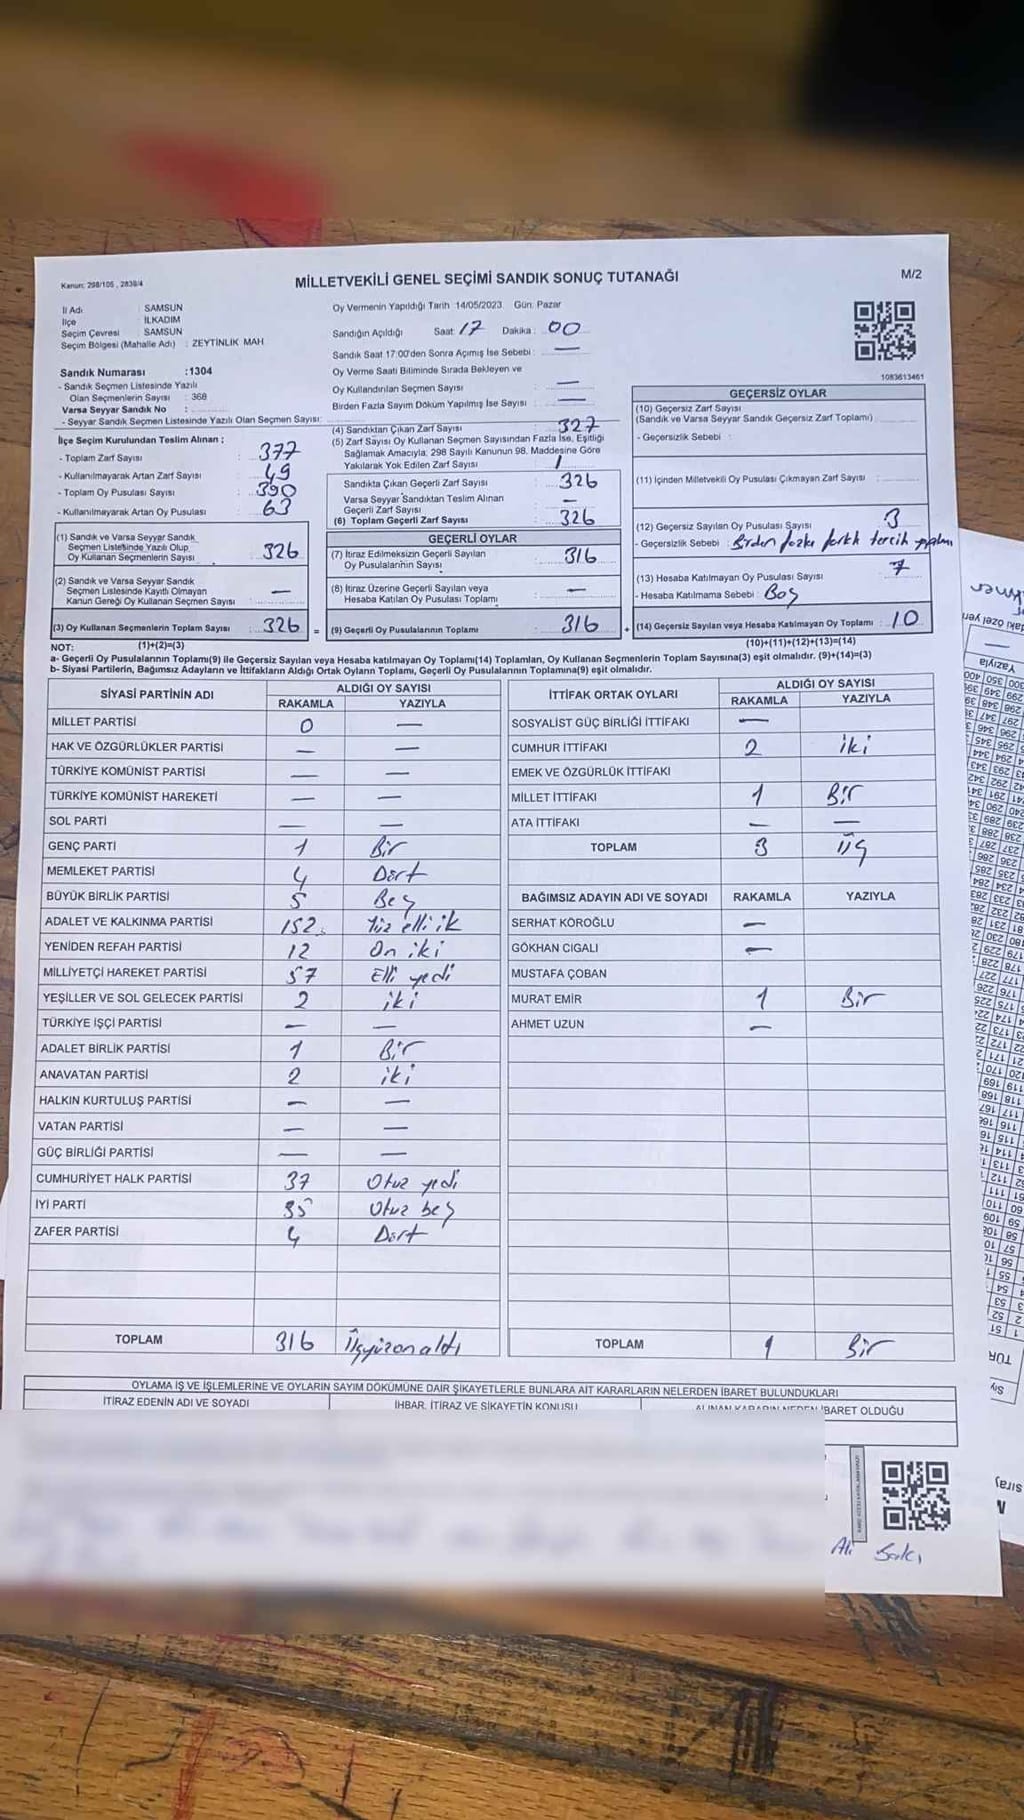 Kanun: 298/105 , 2839/4
MİLLETVEKİLİ GENEL SEÇİMİ SANDIK SONUÇ TUTANAĞI
M/2
İl Adı : SAMSUN
İlçe : İLKADIM
Seçim Çevresi : SAMSUN
Seçim Bölgesi (Mahalle Adı) : ZEYTİNLİK MAH
Sandık Numarası :1304
- Sandık Seçmen Listesinde Yazılı
Olan Seçmenlerin Sayısı : 368
Varsa Seyyar Sandık No :
- Seyyar Sandık Seçmen Listesinde Yazılı Olan Seçmen Sayısı:
İlçe Seçim Kurulundan Teslim Alınan ;
- Toplam Zarf Sayısı : 377
- Kullanılmayarak Artan Zarf Sayısı : 49
- Toplam Oy Pusulası Sayısı : 390
- Kullanılmayarak Artan Oy Pusulası : 63
(1) Sandık ve Varsa Seyyar Sandık
Seçmen Listesinde Yazılı Olup
Oy Kullanan Seçmenlerin Sayısı : 326
(2) Sandık ve Varsa Seyyar Sandık
Seçmen Listesinde Kayıtlı Olmayan
Kanun Gereği Oy Kullanan Seçmen Sayısı : —
(3) Oy Kullanan Seçmenlerin Toplam Sayısı : 326 =
Oy Vermenin Yapıldığı Tarih 14/05/2023 Gün: Pazar
Sandığın Açıldığı Saat: 17 Dakika : 00
Sandık Saat 17:00'den Sonra Açımış İse Sebebi : —
Oy Verme Saati Bitiminde Sırada Bekleyen ve
Oy Kullandırılan Seçmen Sayısı : —
Birden Fazla Sayım Döküm Yapılmış İse Sayısı : —
(4) Sandıktan Çıkan Zarf Sayısı : 327
(5) Zarf Sayısı Oy Kullanan Seçmen Sayısından Fazla İse, Eşitliği
Sağlamak Amacıyla, 298 Sayılı Kanunun 98. Maddesine Göre
Yakılarak Yok Edilen Zarf Sayısı : 1
Sandıkta Çıkan Geçerli Zarf Sayısı : 326
Varsa Seyyar Sandıktan Teslim Alınan
Geçerli Zarf Sayısı : —
(6) Toplam Geçerli Zarf Sayısı : 326
GEÇERLİ OYLAR
(7) İtiraz Edilmeksizin Geçerli Sayılan
Oy Pusulalarının Sayısı : 316
(8) İtiraz Üzerine Geçerli Sayılan veya
Hesaba Katılan Oy Pusulası Toplamı : —
(9) Geçerli Oy Pusulalarının Toplamı : 316 +
1083613461
GEÇERSİZ OYLAR
(10) Geçersiz Zarf Sayısı
(Sandık ve Varsa Seyyar Sandık Geçersiz Zarf Toplamı)
- Geçersizlik Sebebi :
(11) İçinden Milletvekili Oy Pusulası Çıkmayan Zarf Sayısı :
(12) Geçersiz Sayılan Oy Pusulası Sayısı : 3
- Geçersizlik Sebebi : Birden fazla farklı tercih
(13) Hesaba Katılmayan Oy Pusulası Sayısı : 7
- Hesaba Katılmama Sebebi : Boş
(14) Geçersiz Sayılan veya Hesaba Katılmayan Oy Toplamı : 10
NOT: (1)+(2)=(3) (10)+(11)+(12)+(13)=(14)
a- Geçerli Oy Pusulalarının Toplamı(9) ile Geçersiz Sayılan veya Hesaba katılmayan Oy Toplamı(14) Toplamları, Oy Kullanan Seçmenlerin Toplam Sayısına(3) eşit olmalıdır. (9)+(14)=(3)
b- Siyasi Partilerin, Bağımsız Adayların ve İttifakların Aldığı Ortak Oyların Toplamı, Geçerli Oy Pusulalarının Toplamına(9) eşit olmalıdır.
SİYASİ PARTİNİN ADI ALDIĞI OY SAYISI
RAKAMLA YAZIYLA
MİLLET PARTİSİ 0 —
HAK VE ÖZGÜRLÜKLER PARTİSİ — —
TÜRKİYE KOMÜNİST PARTİSİ — —
TÜRKİYE KOMÜNİST HAREKETİ — —
SOL PARTİ — —
GENÇ PARTİ 1 Bir
MEMLEKET PARTİSİ 4 Dört
BÜYÜK BİRLİK PARTİSİ 5 Beş
ADALET VE KALKINMA PARTİSİ 152 Yüz elli ik
YENİDEN REFAH PARTİSİ 12 On iki
MİLLİYETÇİ HAREKET PARTİSİ 57 Elli yedi
YEŞİLLER VE SOL GELECEK PARTİSİ 2 iki
TÜRKİYE İŞÇİ PARTİSİ — —
ADALET BİRLİK PARTİSİ 1 Bir
ANAVATAN PARTİSİ 2 iki
HALKIN KURTULUŞ PARTİSİ — —
VATAN PARTİSİ — —
GÜÇ BİRLİĞİ PARTİSİ — —
CUMHURİYET HALK PARTİSİ 37 Otuz yedi
İYİ PARTİ 35 Otuz beş
ZAFER PARTİSİ 4 Dört
TOPLAM 316 Üçyüzonaltı
İTTİFAK ORTAK OYLARI ALDIĞI OY SAYISI
RAKAMLA YAZIYLA
SOSYALİST GÜÇ BİRLİĞİ İTTİFAKI —
CUMHUR İTTİFAKI 2 iki
EMEK VE ÖZGÜRLÜK İTTİFAKI
MİLLET İTTİFAKI 1 Bir
ATA İTTİFAKI — —
TOPLAM 3 üç
BAĞIMSIZ ADAYIN ADI VE SOYADI RAKAMLA YAZIYLA
SERHAT KÖROĞLU —
GÖKHAN CIGALI —
MUSTAFA ÇOBAN
MURAT EMİR 1 Bir
AHMET UZUN —
TOPLAM 1 Bir
OYLAMA İŞ VE İŞLEMLERİNE VE OYLARIN SAYIM DÖKÜMÜNE DAİR ŞİKAYETLERLE BUNLARA AİT KARARLARIN NELERDEN İBARET BULUNDUKLARI
İTİRAZ EDENİN ADI VE SOYADI
İHBAR, İTİRAZ VE ŞİKAYETİN KONUSU
ALINAN KARARIN NEDEN İBARET OLDUĞU
Ali